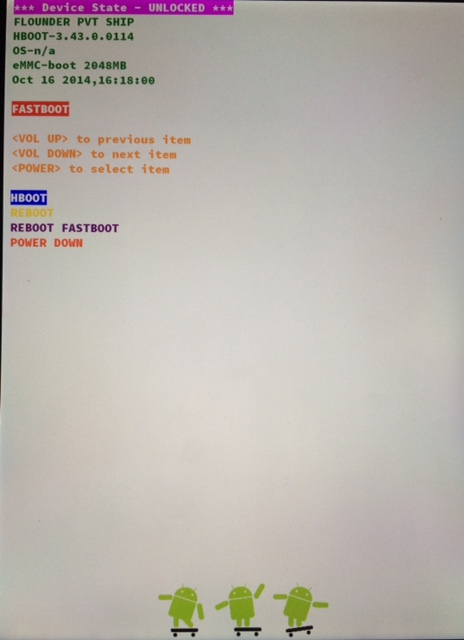 *** Device State - UNLOCKED ***
FLOUNDER PVT SHIP
HBOOT-3.43.0.0114
OS-n/a
eMMC-boot 2048MB
Oct 16 2014,16:18:00
FASTBOOT
<VOL UP> to previous item
<VOL DOWN> to next item
<POWER> to select item
HBOOT
REBOOT
REBOOT FASTBOOT
POWER DOWN